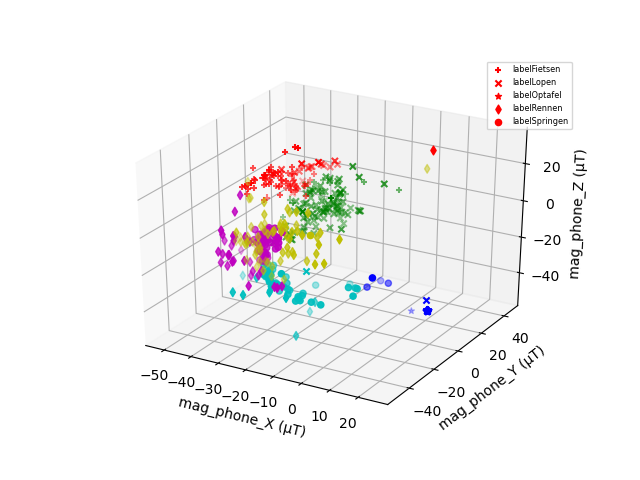 labelFietsen
labelLopen
labelOptafel
labelRennen
labelSpringen
20
0
−20
−40
mag_phone_Z (μT)
40
20
0
−20
−40
mag_phone_Y (μT)
−50
−40
−30
−20
−10
0
10
20
mag_phone_X (μT)